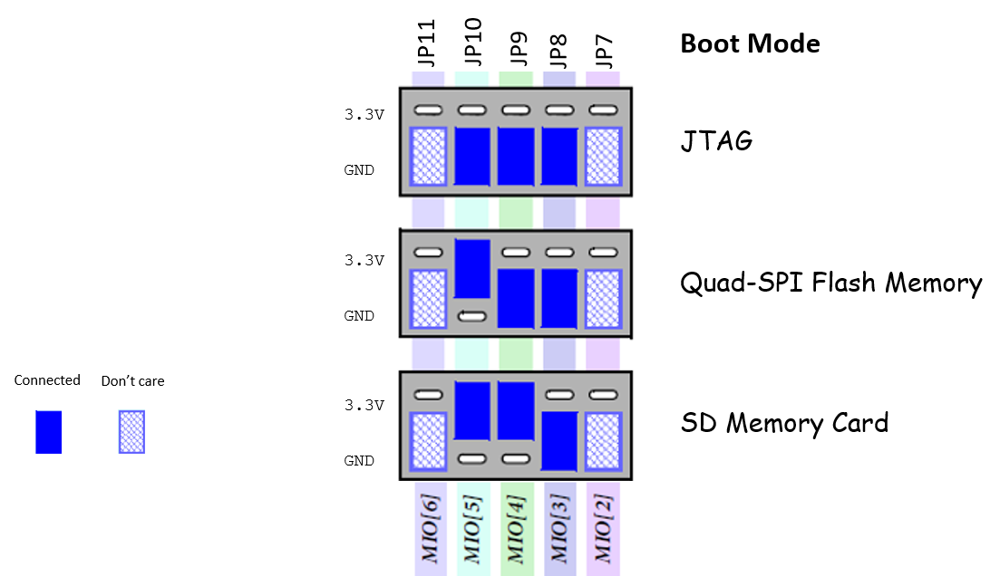 JP11 JP10 JP9 JP8 JP7
Boot Mode
3.3V
GND
JTAG
3.3V
GND
Quad-SPI Flash Memory
3.3V
GND
SD Memory Card
Connected Don't care
MIO[6] MIO[5] MIO[4] MIO[3] MIO[2]